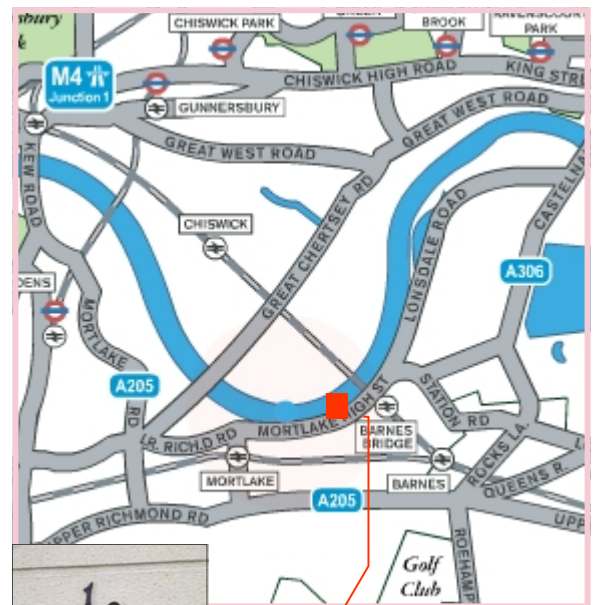 sbury
CHISWICK PARK
BROOK
PARK
M4
Junction 1
CHISWICK HIGH ROAD
KING STRE
GUNNERSBURY
GREAT WEST ROAD
GREAT WEST ROAD
KEW ROAD
CHISWICK
GREAT CHERTSEY RD
LONSDALE ROAD
CASTELNA
A306
DENS
MORTLAKE
RD
A205
LR. RICH.D RD
MORTLAKE HIGH ST
STATION RD
BARNES
BRIDGE
ROCKS LA.
QUEENS R.
MORTLAKE
BARNES
A205
UPPER RICHMOND RD
UPP
ROEHAMP
Golf
Club